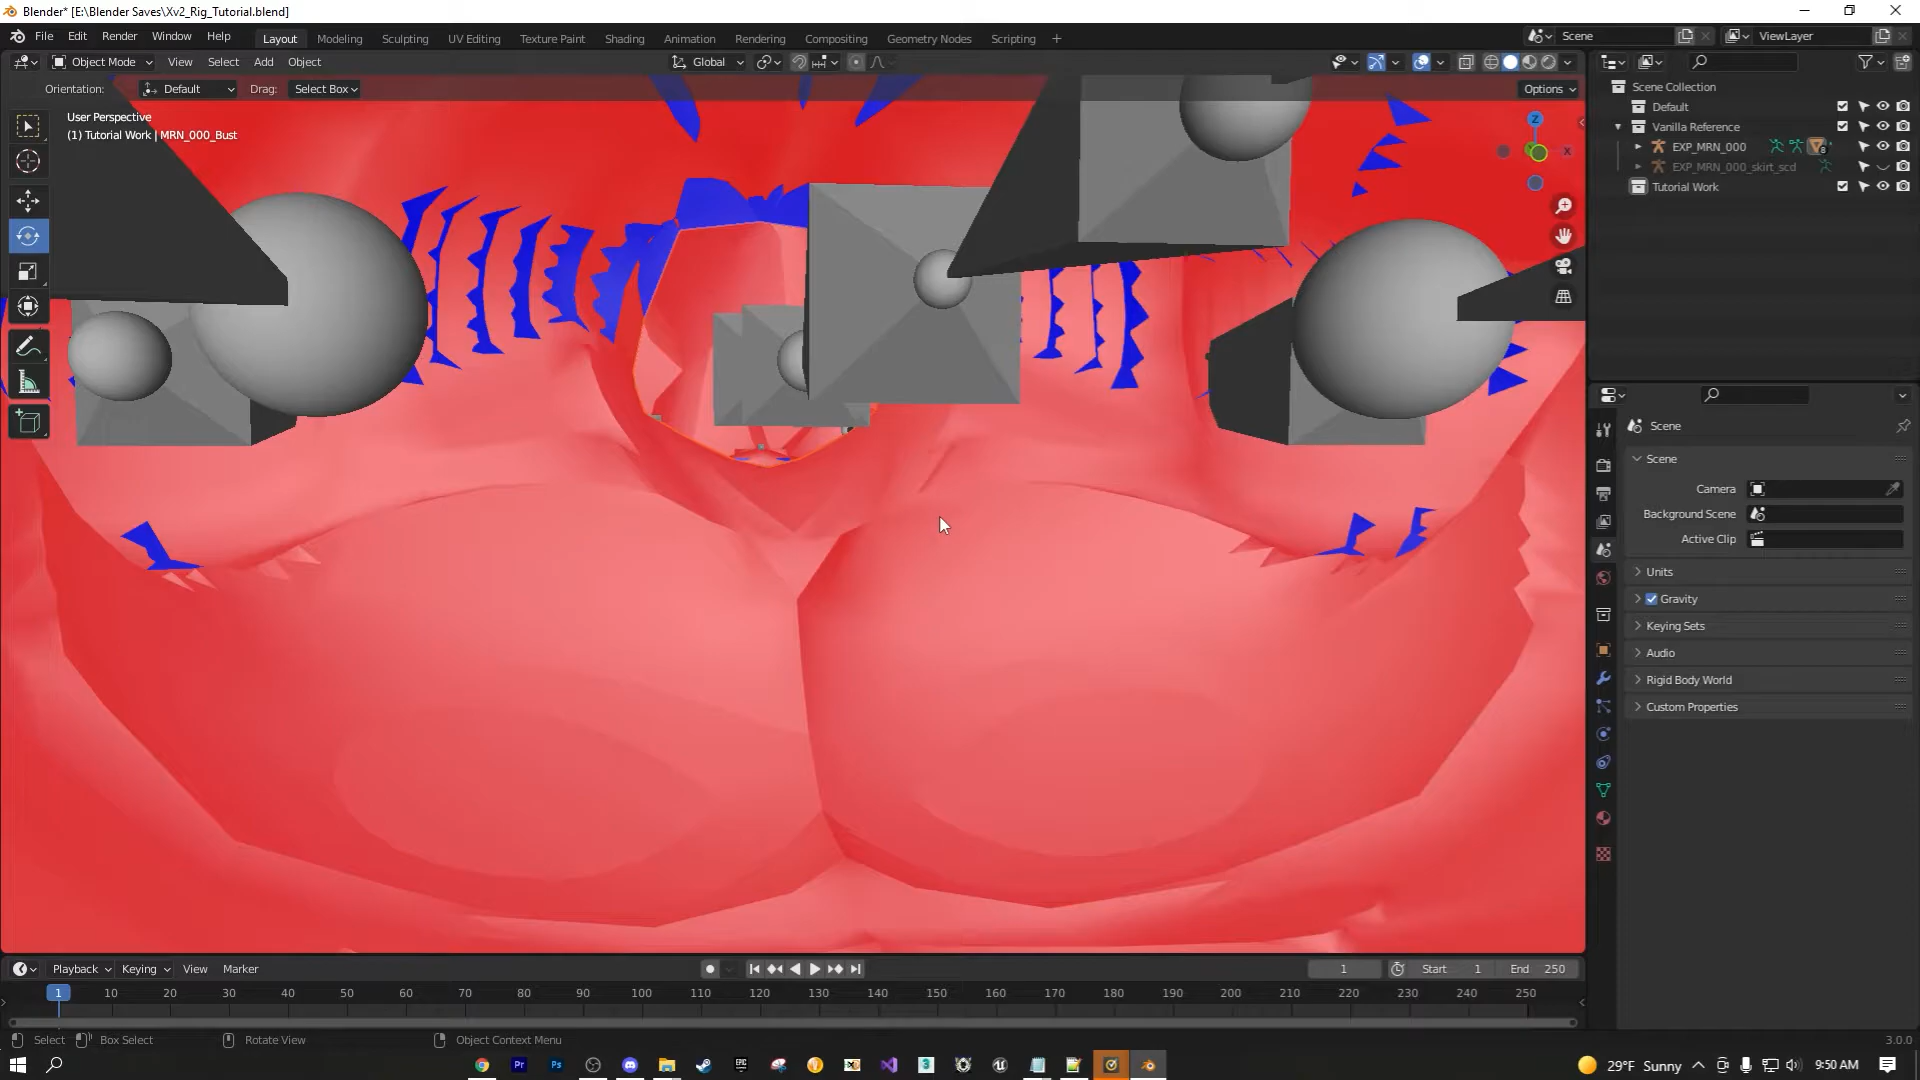 Blender* [E:\Blender Saves\Xv2_Rig_Tutorial.blend]
File Edit Render Window Help
Layout Modeling Sculpting UV Editing Texture Paint Shading Animation Rendering Compositing Geometry Nodes Scripting +
Scene
ViewLayer
Object Mode View Select Add Object
Global
Orientation: Default Drag: Select Box
Options
User Perspective
(1) Tutorial Work | MRN_000_Bust
Z
X
Scene Collection
Default
Vanilla Reference
EXP_MRN_000
8
EXP_MRN_000_skirt_scd
Tutorial Work
Scene
Scene
Camera
Background Scene
Active Clip
Units
Gravity
Keying Sets
Audio
Rigid Body World
Custom Properties
Playback Keying View Marker
1 Start 1 End 250
1 10 20 30 40 50 60 70 80 90 100 110 120 130 140 150 160 170 180 190 200 210 220 230 240 250
Select Box Select Rotate View Object Context Menu
3.0.0
Pr Ps EPIC 3
29°F Sunny 9:50 AM